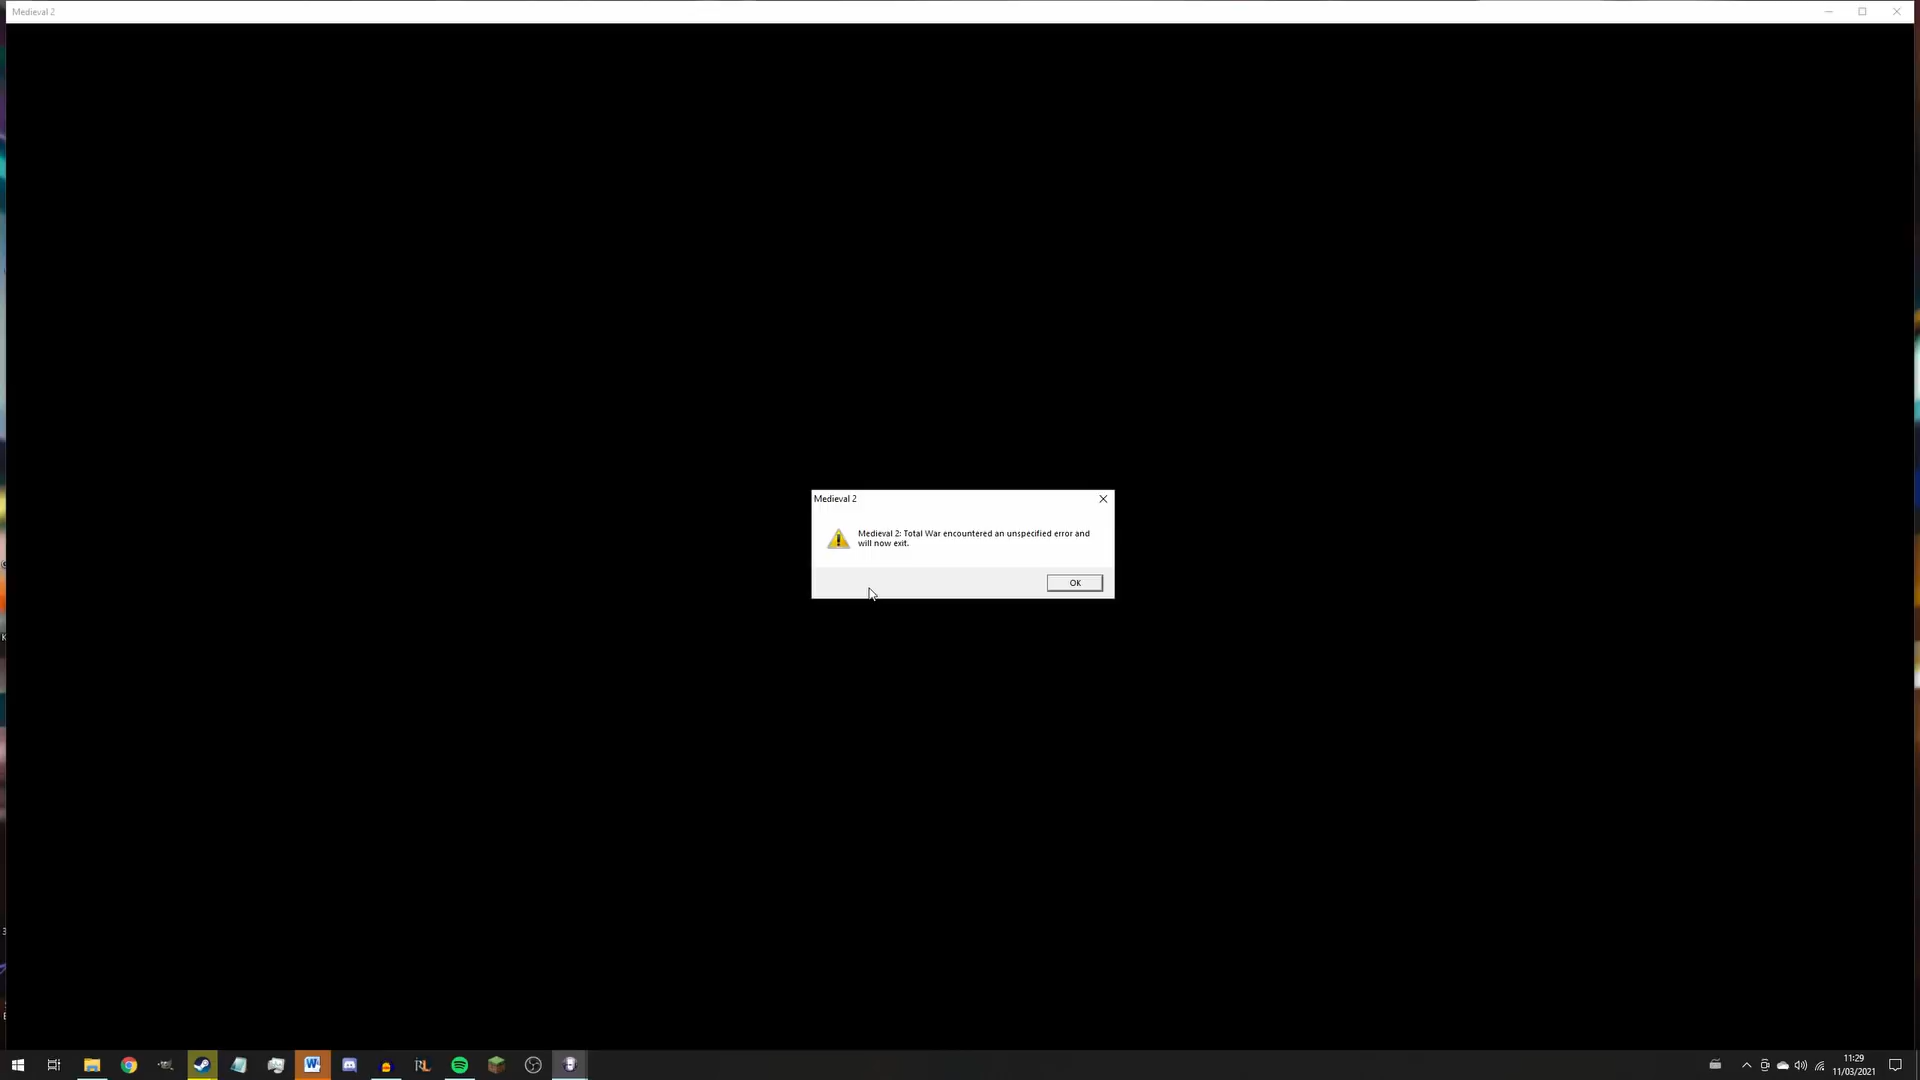 Medieval 2
Medieval 2
Medieval 2: Total War encountered an unspecified error and
will now exit.
OK
11:29
11/03/2021